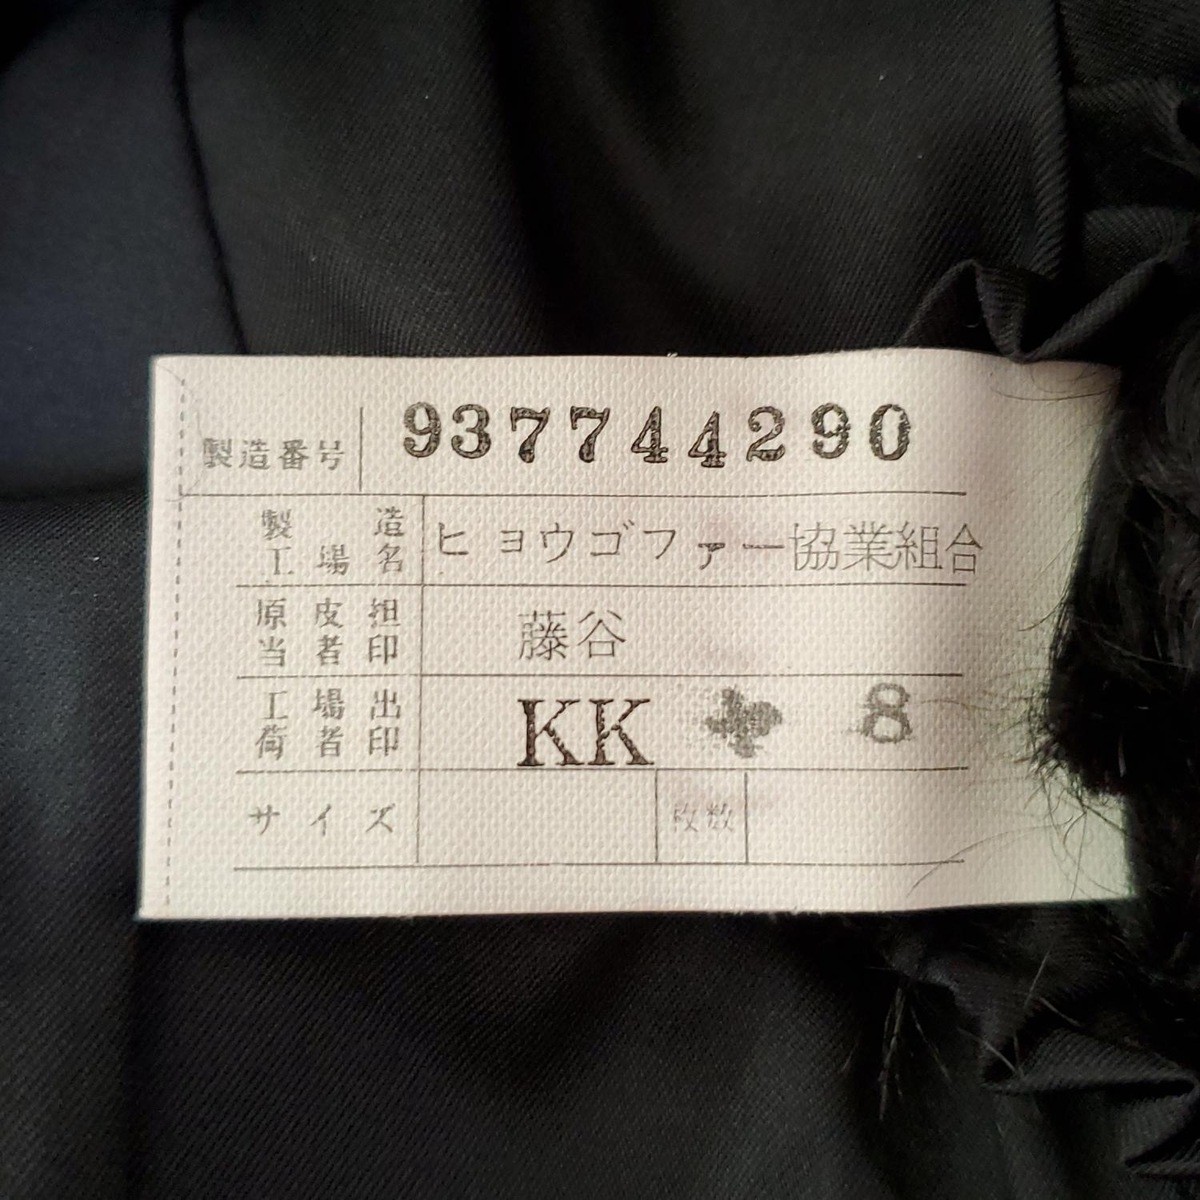 製造番号 937744290
製造工場名 ヒョウゴファー協業組合
原皮担当者印 藤谷
工場出荷者印 KK 8
サイズ 枚数